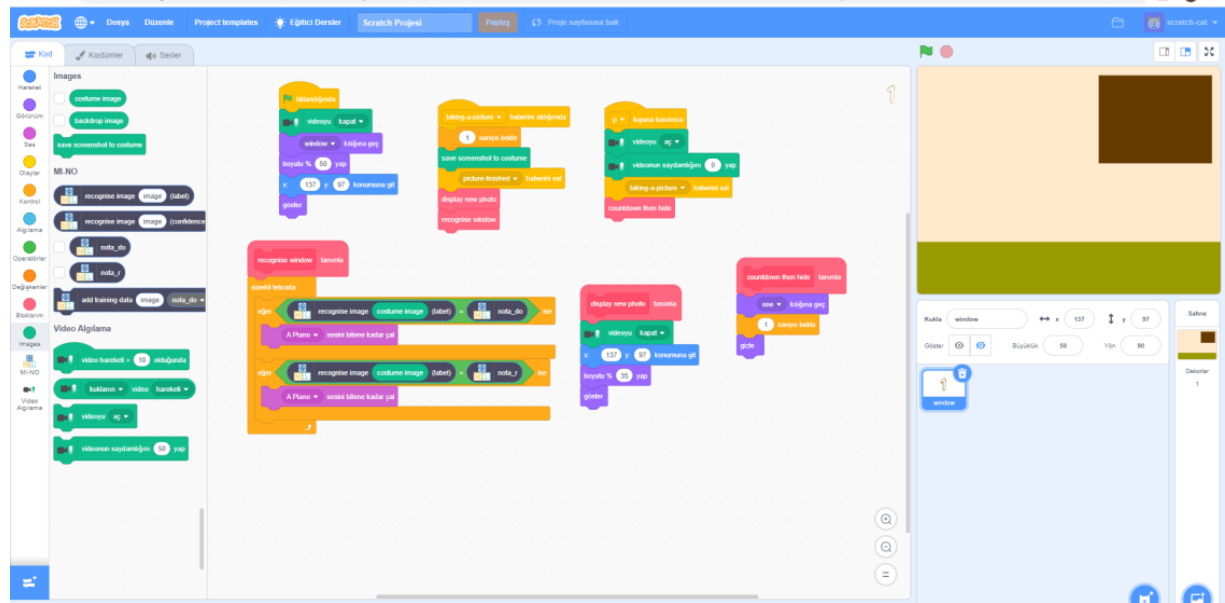 SCRATCH
Dosya Düzenle Project templates Eğitici Dersler Scratch Projesi Paylaş Proje sayfasına bak scratch-cat
Kod Kostümler Sesler
Hareket
Görünüm
Ses
Olaylar
Kontrol
Algılama
Operatörler
Değişkenler
Bloklarım
Images
MI-NO
Video Algılama
Images
costume image
backdrop image
save screenshot to costume
MI-NO
recognise image image (label)
recognise image image (confidence
nota_do
nota_r
add training data image nota_do
Video Algılama
video hareketi > 10 olduğunda
kuklanın video hareketi
videoyu aç
videonun saydamlığını 50 yap
tıklandığında
videoyu kapat
window kılığına geç
boyutu % 50 yap
x: 137 y: 97 konumuna git
göster
taking-a-picture haberini aldığımda
1 saniye bekle
save screenshot to costume
picture-finished haberini sal
display new photo
recognise window
p tuşuna basılınca
videoyu aç
videonun saydamlığını 0 yap
taking-a-picture haberini sal
countdown then hide
recognise window tanımla
sürekli tekrarla
eğer recognise image costume image (label) = nota_do ise
A Piano sesini bitene kadar çal
eğer recognise image costume image (label) = nota_r ise
A Piano sesini bitene kadar çal
display new photo tanımla
videoyu kapat
x: 137 y: 97 konumuna git
boyutu % 35 yap
göster
countdown then hide tanımla
one kılığına geç
1 saniye bekle
gizle
Kukla window x 137 y 97
Göster Büyüklük 50 Yön 90
window
Sahne
Dekorlar
1